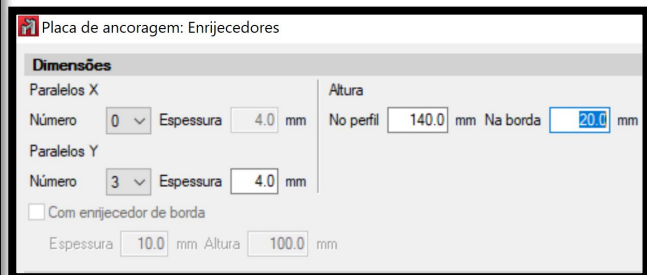 Placa de ancoragem: Enrijecedores
Dimensões
Paralelos X Altura
Número 0 Espessura 4.0 mm No perfil 140.0 mm Na borda 20.0 mm
Paralelos Y
Número 3 Espessura 4.0 mm
Com enrijecedor de borda
Espessura 10.0 mm Altura 100.0 mm